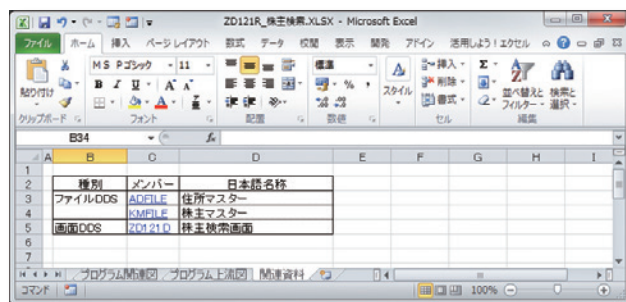 ZD121R_株主検索.XLSX - Microsoft Excel
ファイル ホーム 挿入 ページ レイアウト 数式 データ 校閲 表示 開発 アドイン 活用しよう!エクセル
MS Pゴシック 11 標準
貼り付け B I U A A スタイル 挿入 削除 書式 Σ 並べ替えと フィルター 検索と 選択
クリップボード フォント 配置 数値 セル 編集
B34 fx
A B C D E F G H I
1
2 種別 メンバー 日本語名称
3 ファイルDDS ADFILE 住所マスター
4 KMFILE 株主マスター
5 画面DDS ZD121D 株主検索画面
6
7
プログラム関連図 プログラム上流図 関連資料
コマンド 100%